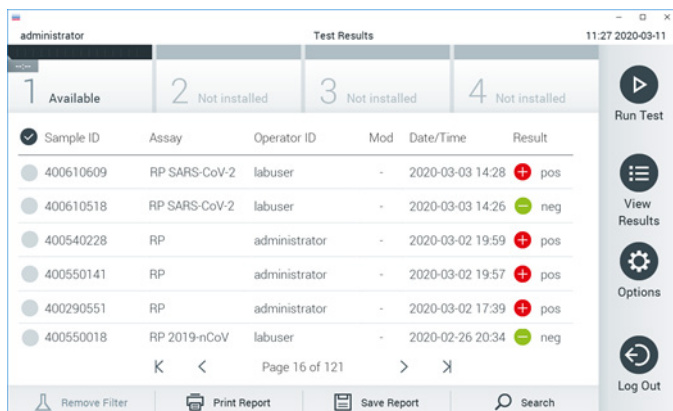 administrator Test Results 11:27 2020-03-11
--:--
1 Available 2 Not installed 3 Not installed 4 Not installed
Run Test
Sample ID Assay Operator ID Mod Date/Time Result
400610609 RP SARS-CoV-2 labuser - 2020-03-03 14:28 pos
400610518 RP SARS-CoV-2 labuser - 2020-03-03 14:26 neg
View
Results
400540228 RP administrator - 2020-03-02 19:59 pos
400550141 RP administrator - 2020-03-02 19:57 pos
Options
400290551 RP administrator - 2020-03-02 17:39 pos
400550018 RP 2019-nCoV labuser - 2020-02-26 20:34 neg
Page 16 of 121
Log Out
Remove Filter Print Report Save Report Search